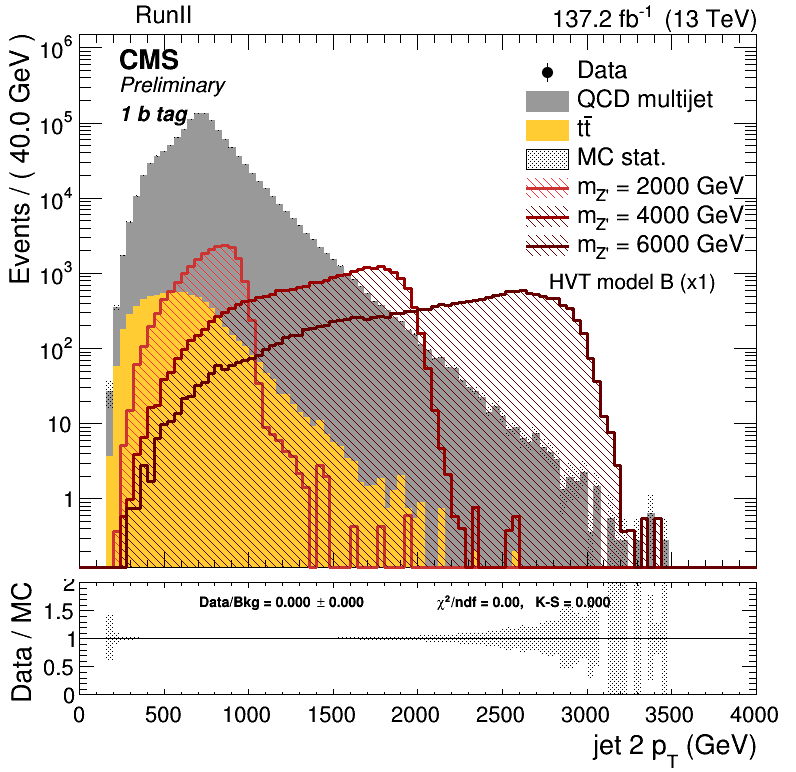 RunII 137.2 fb⁻¹ (13 TeV)
CMS
Preliminary
1 b tag
Data
QCD multijet
tt̄
MC stat.
m_Z' = 2000 GeV
m_Z' = 4000 GeV
m_Z' = 6000 GeV
HVT model B (x1)
Events / ( 40.0 GeV )
10⁶
10⁵
10⁴
10³
10²
10
1
Data / MC
2
1.5
1
0.5
0
Data/Bkg = 0.000 ± 0.000 χ²/ndf = 0.00, K-S = 0.000
0 500 1000 1500 2000 2500 3000 3500 4000
jet 2 p_T (GeV)